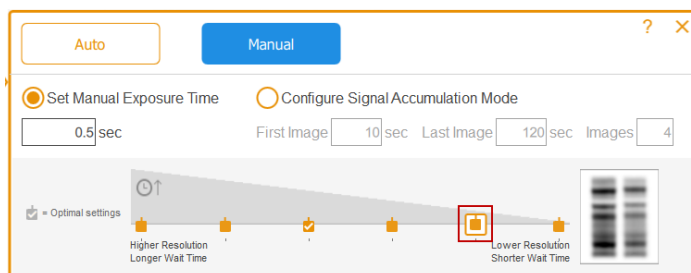 ? ×
Auto Manual
Set Manual Exposure Time Configure Signal Accumulation Mode
0.5 sec First Image 10 sec Last Image 120 sec Images 4
= Optimal settings
Higher Resolution Lower Resolution
Longer Wait Time Shorter Wait Time